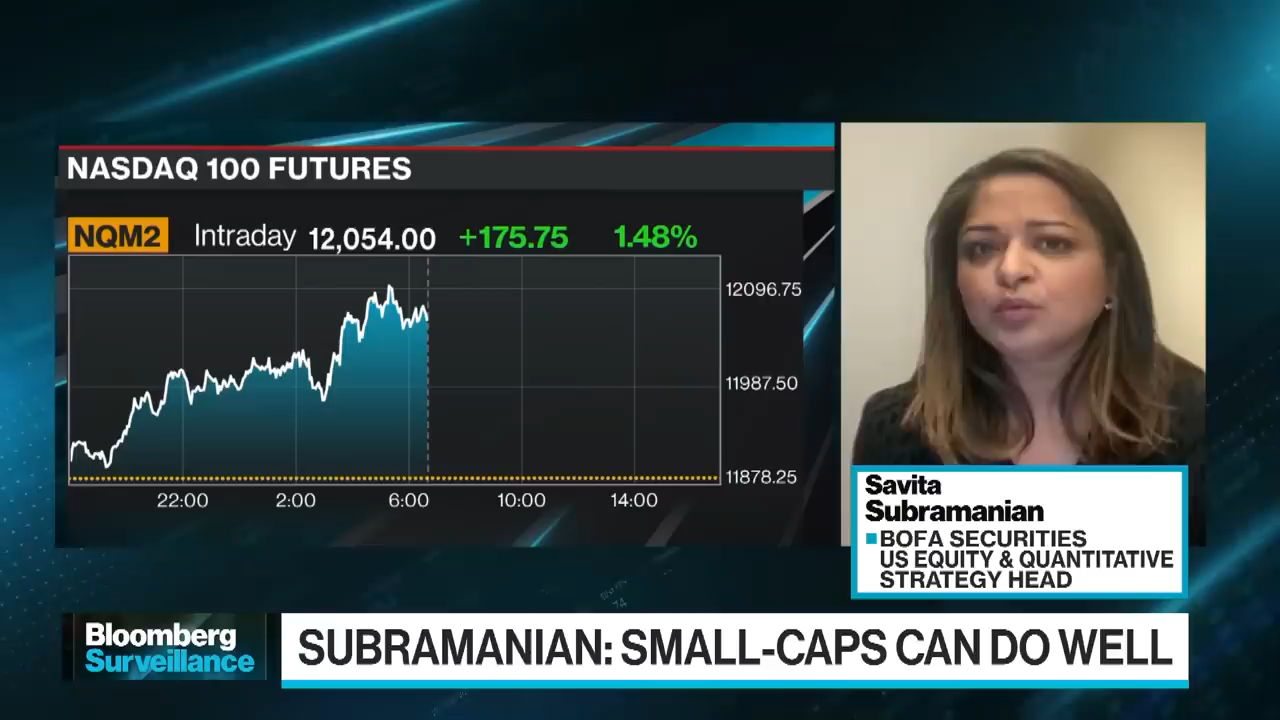 NASDAQ 100 FUTURES
NQM2 Intraday 12,054.00 +175.75 1.48%
12096.75
11987.50
11878.25
22:00 2:00 6:00 10:00 14:00
Savita
Subramanian
BOFA SECURITIES
US EQUITY & QUANTITATIVE
STRATEGY HEAD
Bloomberg
Surveillance
SUBRAMANIAN: SMALL-CAPS CAN DO WELL